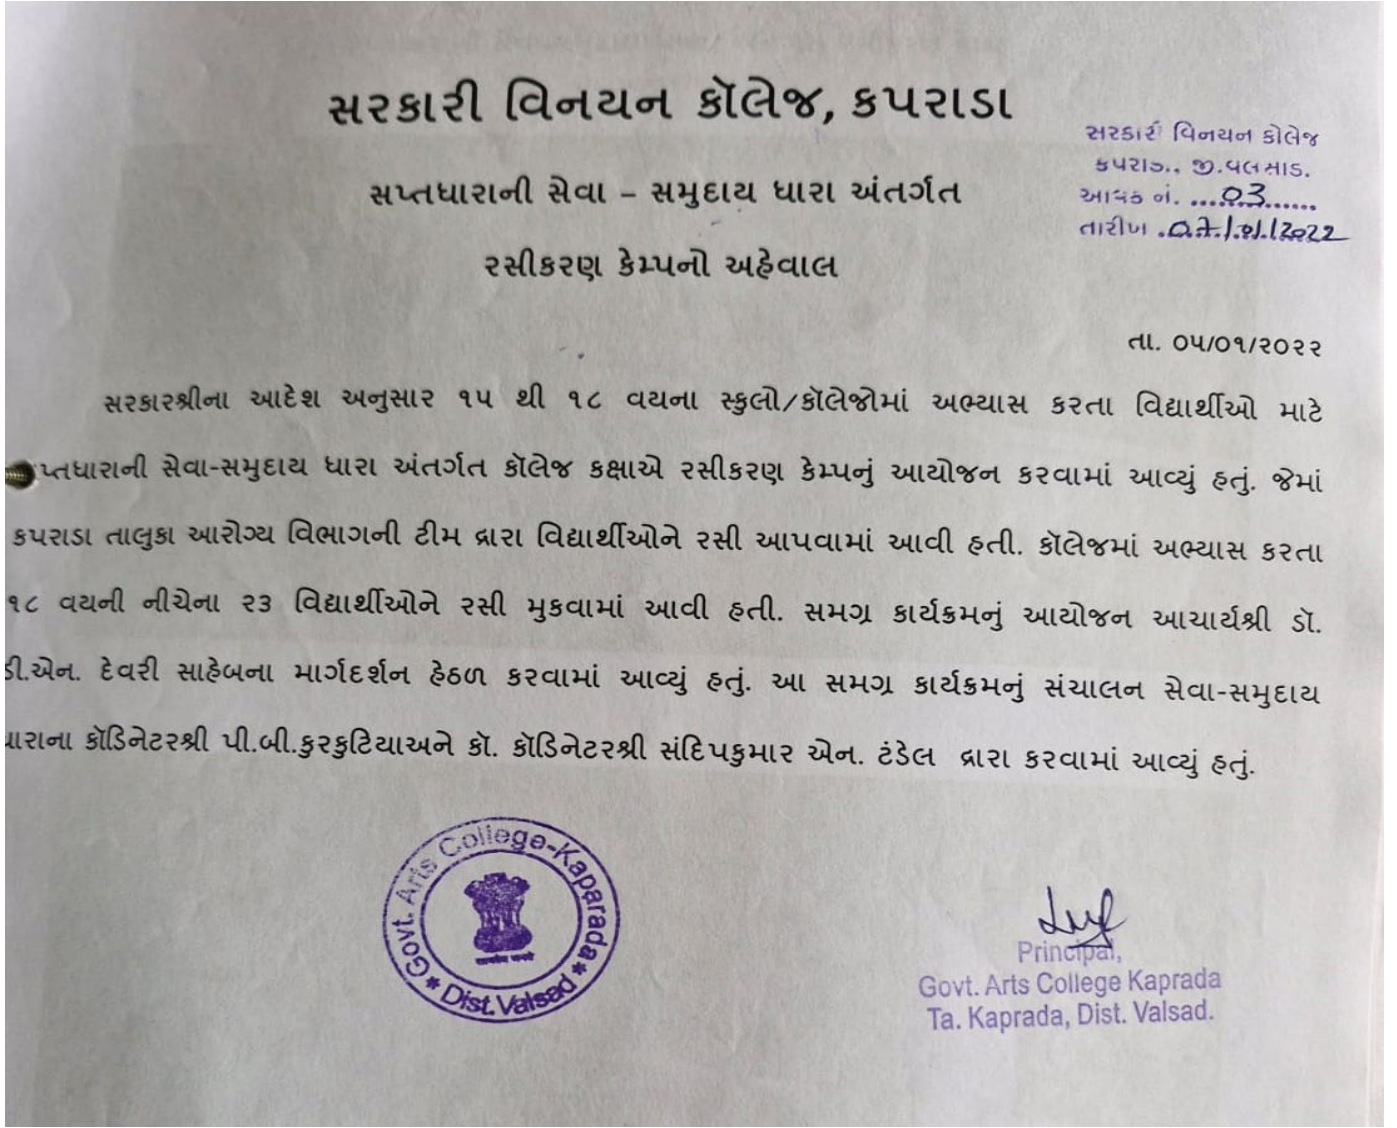 સરકારી વિનયન કૉલેજ, કપરાડા
સરકારી વિનયન કોલેજ
કપરાડ., જી.વલસાડ.
આવક નં. ....03......
તારીખ .07/01/2022
સપ્તધારાની સેવા – સમુદાય ધારા અંતર્ગત
રસીકરણ કેમ્પનો અહેવાલ
તા. ૦૫/૦૧/૨૦૨૨
સરકારશ્રીના આદેશ અનુસાર ૧૫ થી ૧૮ વયના સ્કુલો/કૉલેજોમાં અભ્યાસ કરતા વિદ્યાર્થીઓ માટે
પ્તધારાની સેવા-સમુદાય ધારા અંતર્ગત કૉલેજ કક્ષાએ રસીકરણ કેમ્પનું આયોજન કરવામાં આવ્યું હતું. જેમાં
કપરાડા તાલુકા આરોગ્ય વિભાગની ટીમ દ્રારા વિદ્યાર્થીઓને રસી આપવામાં આવી હતી. કૉલેજમાં અભ્યાસ કરતા
૧૮ વયની નીચેના ૨૩ વિદ્યાર્થીઓને રસી મુકવામાં આવી હતી. સમગ્ર કાર્યક્રમનું આયોજન આચાર્યશ્રી ડૉ.
ડી.એન. દેવરી સાહેબના માર્ગદર્શન હેઠળ કરવામાં આવ્યું હતું. આ સમગ્ર કાર્યક્રમનું સંચાલન સેવા-સમુદાય
ધારાના કૉડિનેટરશ્રી પી.બી.કુરકુટિયાઅને કૉ. કૉડિનેટરશ્રી સંદિપકુમાર એન. ટંડેલ દ્રારા કરવામાં આવ્યું હતું.
Govt. Arts College-Kaparada
* Dist. Valsad *
Principal,
Govt. Arts College Kaprada
Ta. Kaprada, Dist. Valsad.